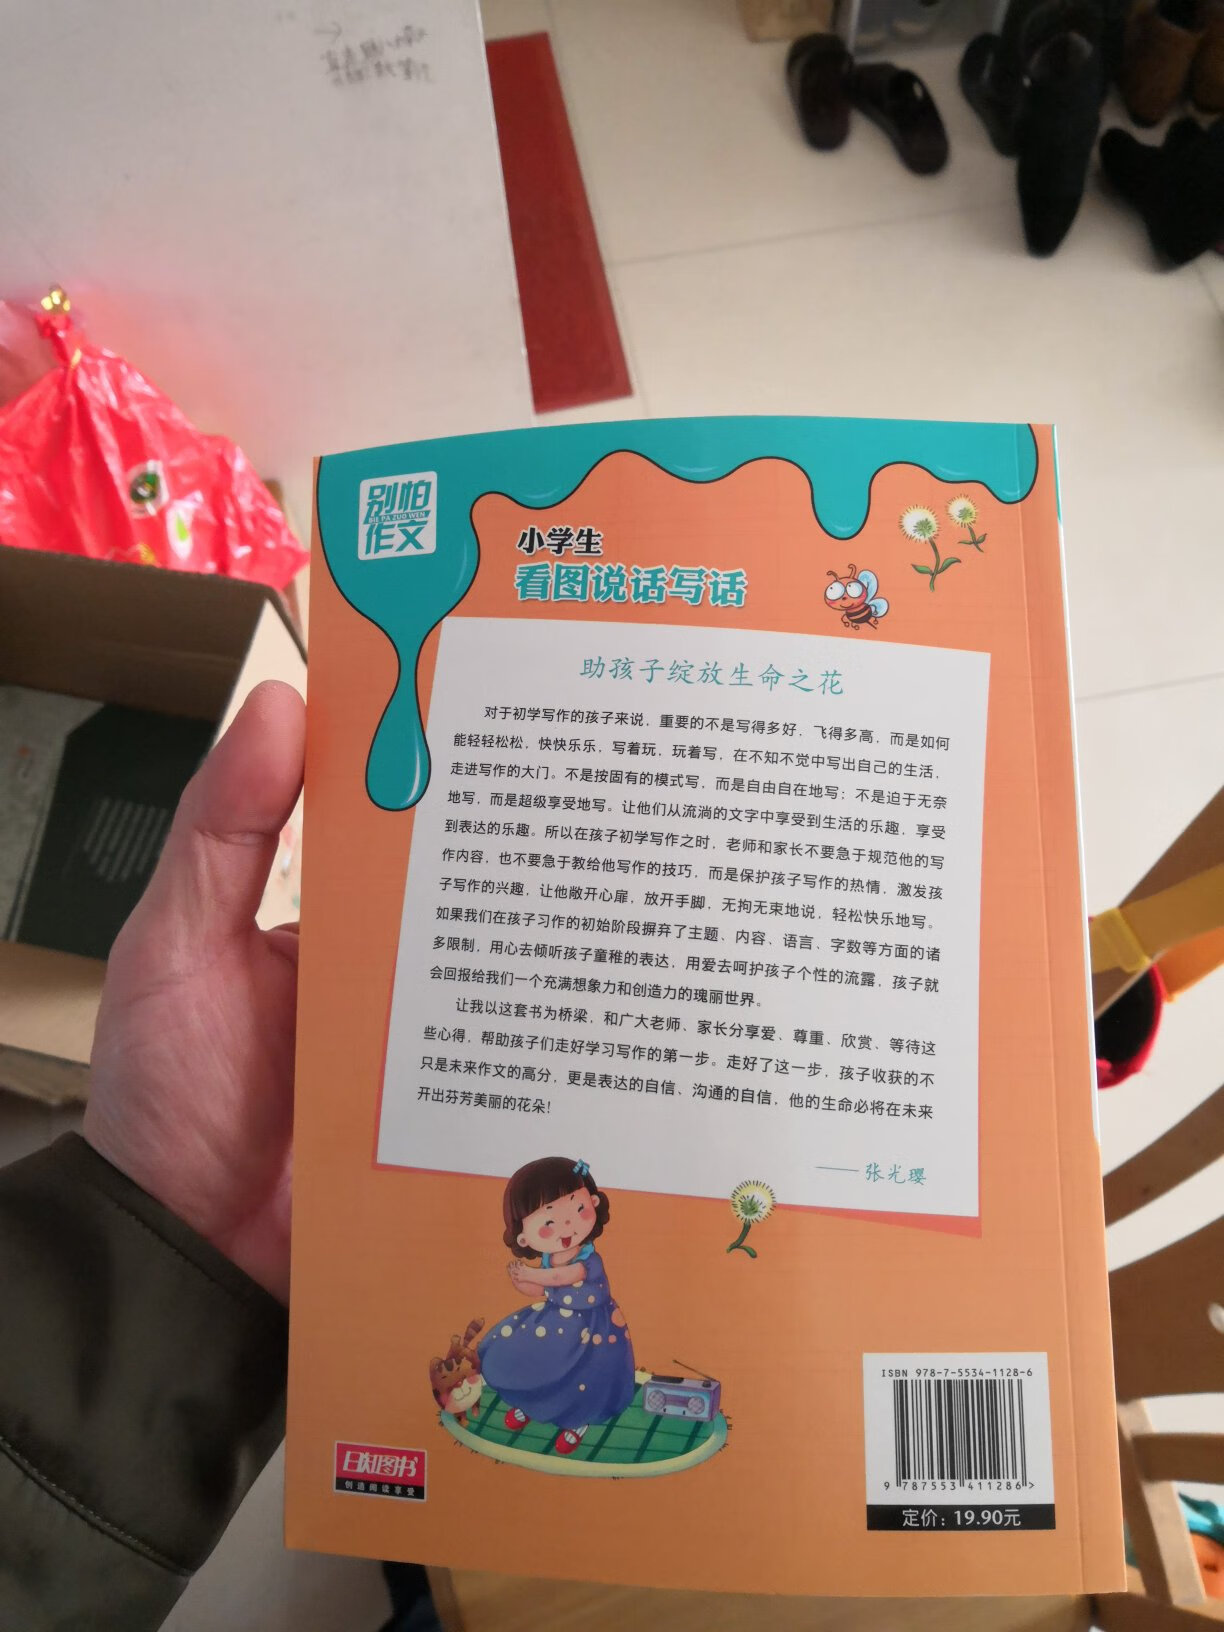 别怕
BIE PA ZUO WEN
作文
小学生
看图说话写话
助孩子绽放生命之花
对于初学写作的孩子来说，重要的不是写得多好，飞得多高，而是如何
能轻轻松松，快快乐乐，写着玩，玩着写，在不知不觉中写出自己的生活，
走进写作的大门。不是按固有的模式写，而是自由自在地写；不是迫于无奈
地写，而是超级享受地写。让他们从流淌的文字中享受到生活的乐趣，享受
到表达的乐趣。所以在孩子初学写作之时，老师和家长不要急于规范他的写
作内容，也不要急于教给他写作的技巧，而是保护孩子写作的热情，激发孩
子写作的兴趣，让他敞开心扉，放开手脚，无拘无束地说，轻松快乐地写。
如果我们在孩子习作的初始阶段摒弃了主题、内容、语言、字数等方面的诸
多限制，用心去倾听孩子童稚的表达，用爱去呵护孩子个性的流露，孩子就
会回报给我们一个充满想象力和创造力的瑰丽世界。
让我以这套书为桥梁，和广大老师、家长分享爱、尊重、欣赏、等待这
些心得，帮助孩子们走好学习写作的第一步。走好了这一步，孩子收获的不
只是未来作文的高分，更是表达的自信、沟通的自信，他的生命必将在未来
开出芬芳美丽的花朵！
——张光璎
ISBN 978-7-5534-1128-6
9 787553 411286 >
定价：19.90元
日知图书
创造阅读享受